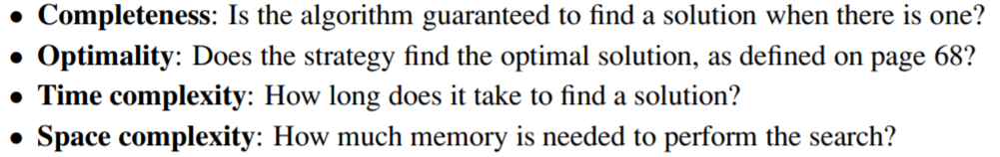 • Completeness: Is the algorithm guaranteed to find a solution when there is one?
• Optimality: Does the strategy find the optimal solution, as defined on page 68?
• Time complexity: How long does it take to find a solution?
• Space complexity: How much memory is needed to perform the search?